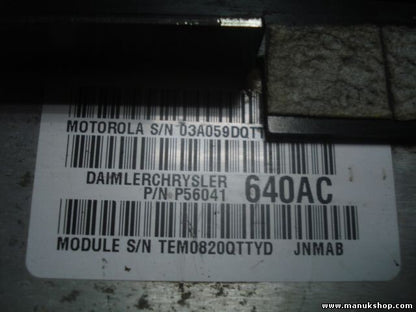 MOTOROLA S/N 03A059DQTT
DAIMLERCHRYSLER
P/N P56041 640AC
MODULE S/N TEM0820QTTYD JNMAB
www.manukshop.com